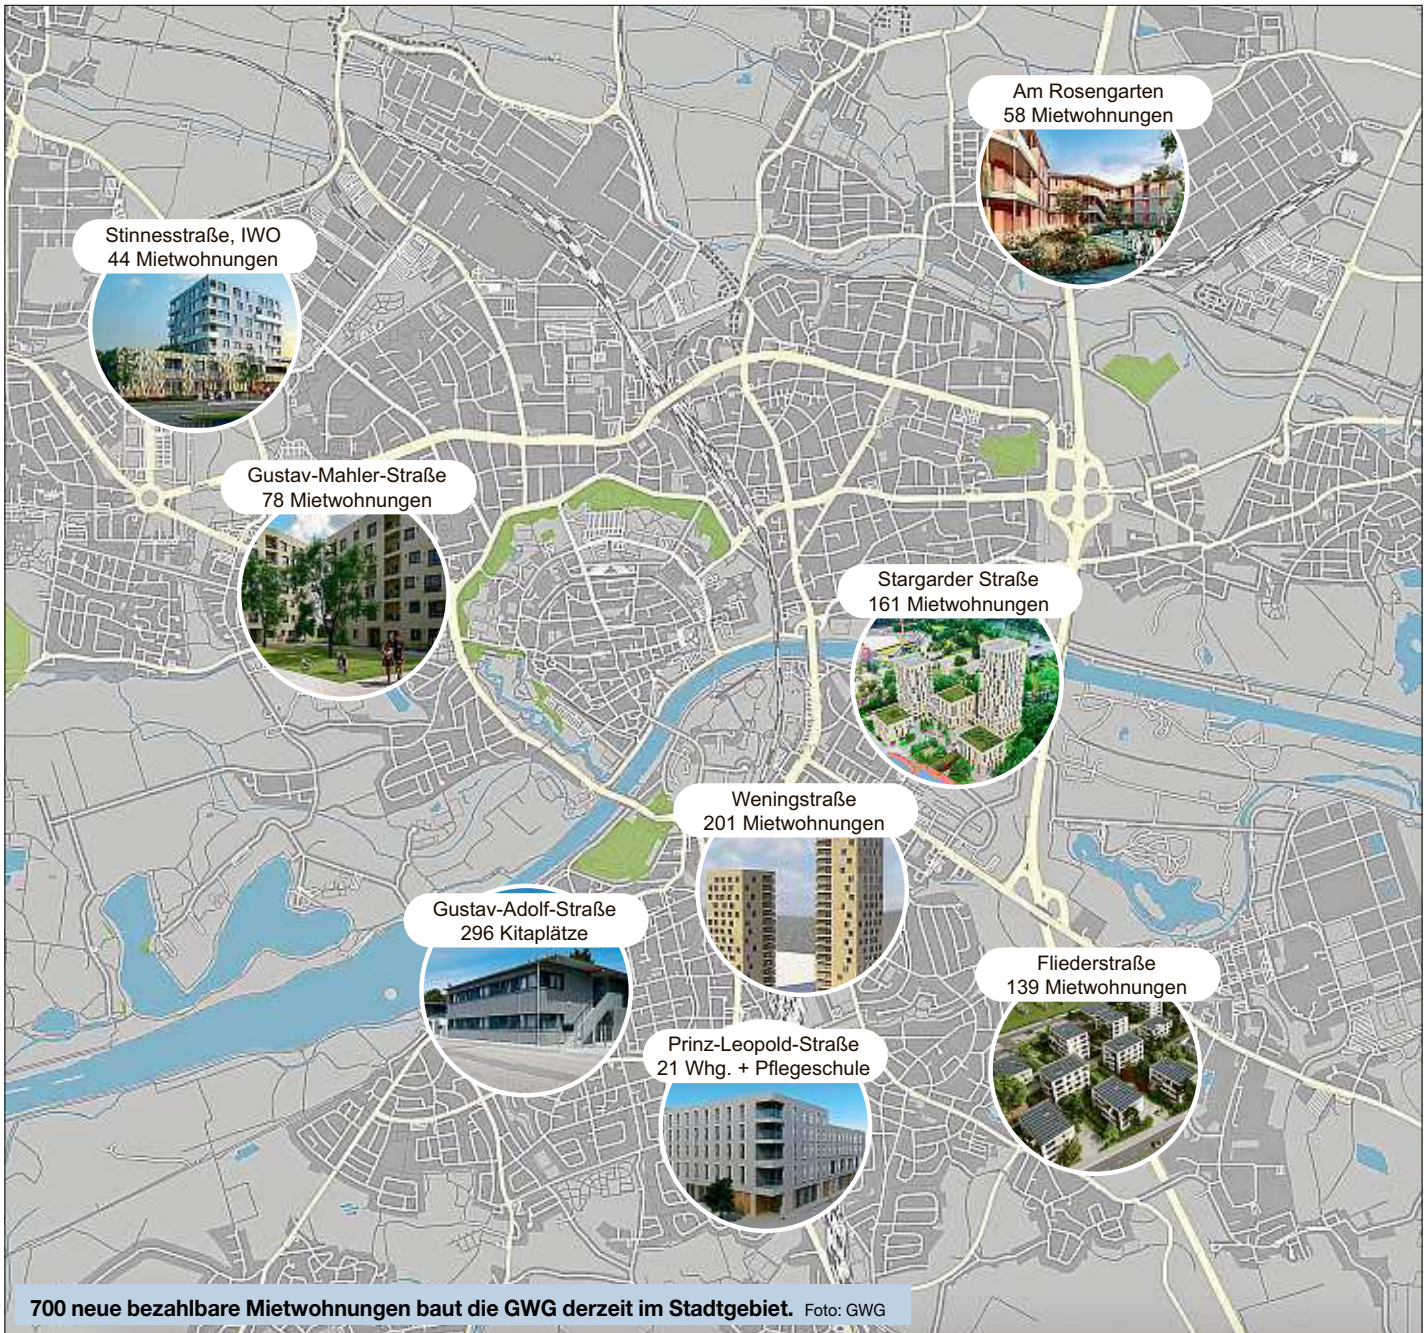 Am Rosengarten
58 Mietwohnungen
Stinnesstraße, IWO
44 Mietwohnungen
Gustav-Mahler-Straße
78 Mietwohnungen
Stargarder Straße
161 Mietwohnungen
Weningstraße
201 Mietwohnungen
Gustav-Adolf-Straße
296 Kitaplätze
Fliederstraße
139 Mietwohnungen
Prinz-Leopold-Straße
21 Whg. + Pflegeschule
700 neue bezahlbare Mietwohnungen baut die GWG derzeit im Stadtgebiet. Foto: GWG